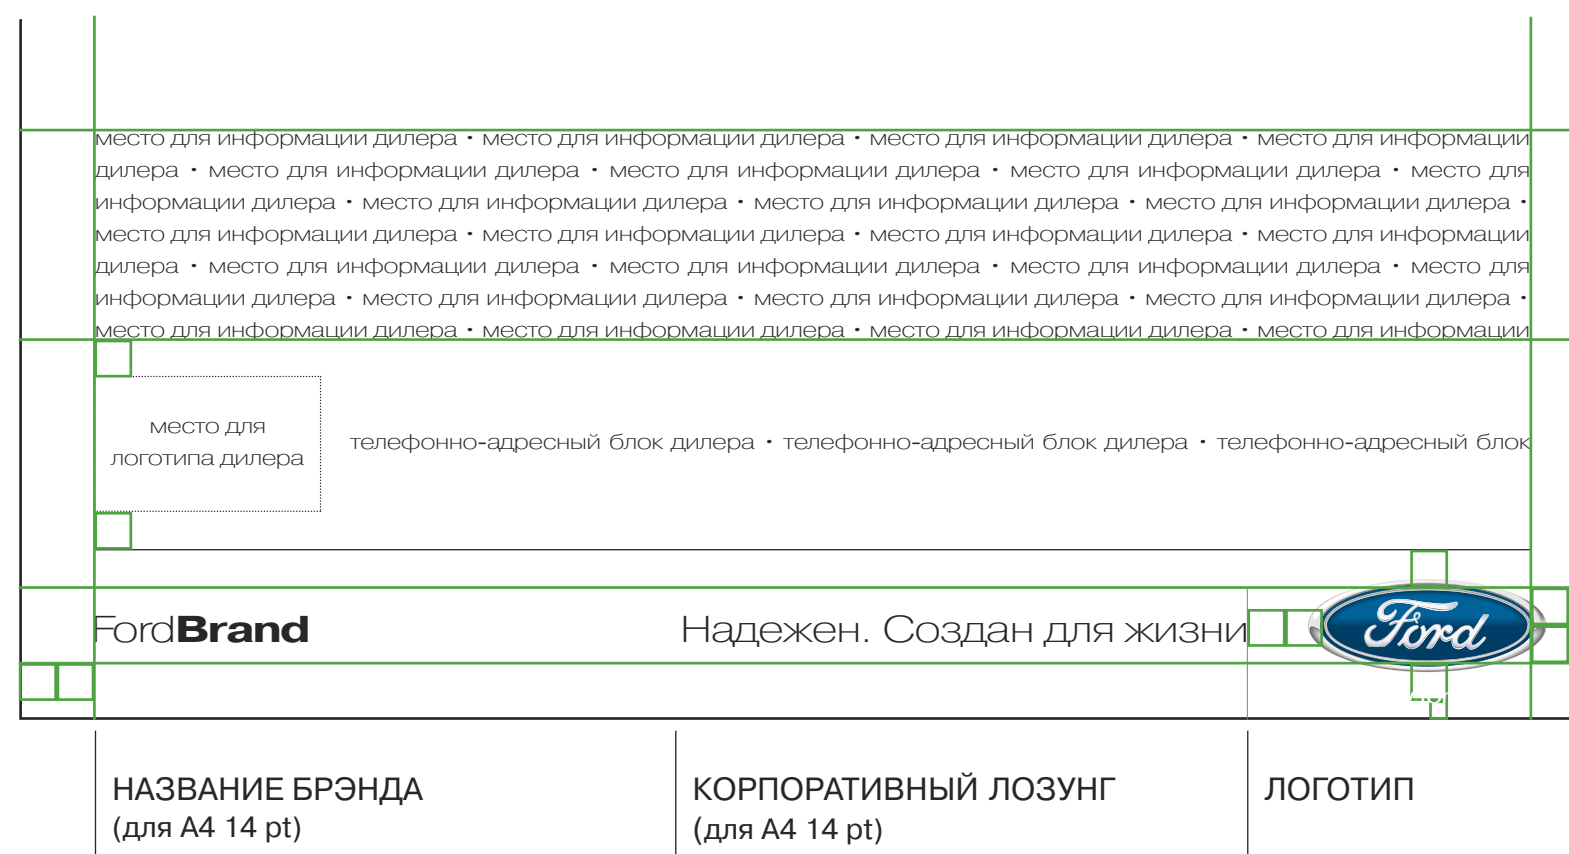 место для информации дилера • место для информации дилера • место для информации дилера • место для информации
дилера • место для информации дилера • место для информации дилера • место для информации дилера • место для
информации дилера • место для информации дилера • место для информации дилера • место для информации дилера •
место для информации дилера • место для информации дилера • место для информации дилера • место для информации
дилера • место для информации дилера • место для информации дилера • место для информации дилера • место для
информации дилера • место для информации дилера • место для информации дилера • место для информации дилера •
место для информации дилера • место для информации дилера • место для информации дилера • место для информации
место для
логотипа дилера
телефонно-адресный блок дилера • телефонно-адресный блок дилера • телефонно-адресный блок
FordBrand
Надежен. Создан для жизни
Ford
НАЗВАНИЕ БРЭНДА
(для А4 14 pt)
КОРПОРАТИВНЫЙ ЛОЗУНГ
(для А4 14 pt)
ЛОГОТИП